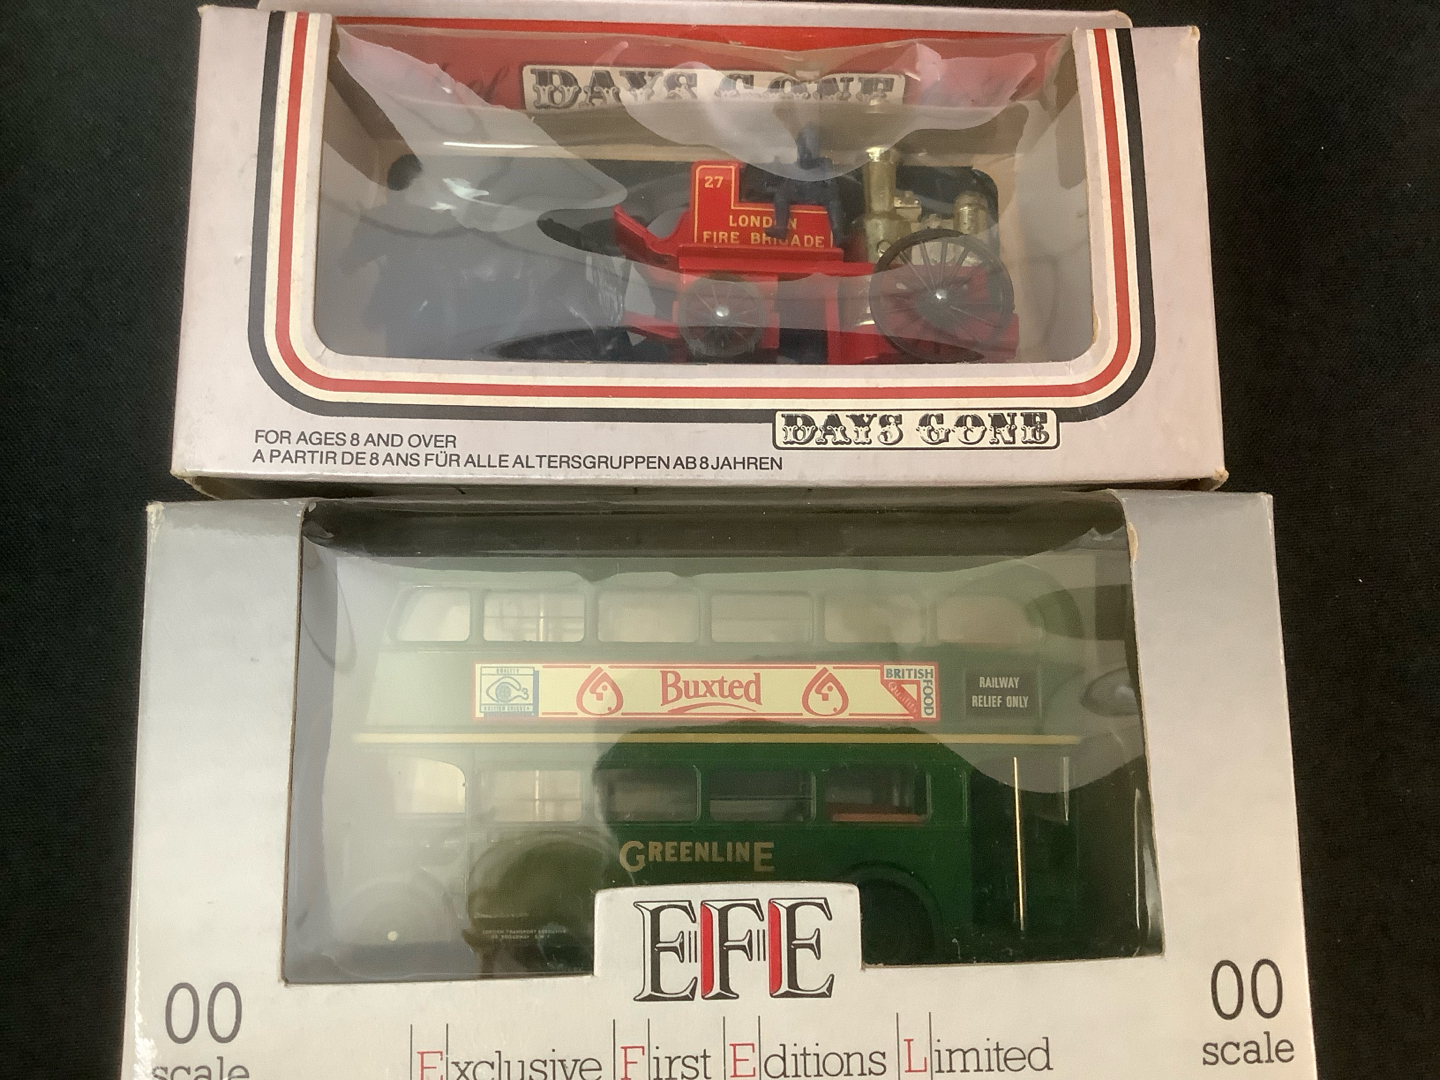 DAYS GONE
27
LONDON
FIRE BRIGADE
DAYS GONE
FOR AGES 8 AND OVER
A PARTIR DE 8 ANS FÜR ALLE ALTERSGRUPPEN AB 8 JAHREN
Buxted
BRITISH
FOOD
Quality
RAILWAY
RELIEF ONLY
GREENLINE
EFE
00
scale
00
scale
Exclusive First Editions Limited